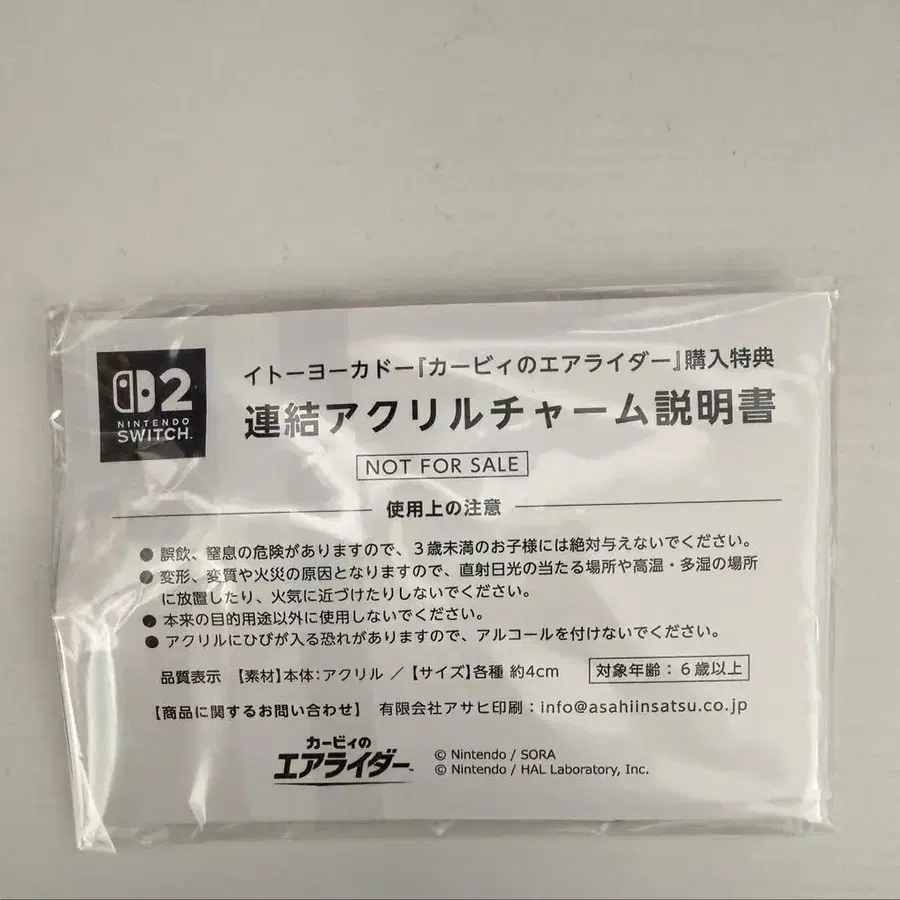 2
NINTENDO
SWITCH™
イトーヨーカドー『カービィのエアライダー』購入特典
連結アクリルチャーム説明書
NOT FOR SALE
使用上の注意
● 誤飲、窒息の危険がありますので、3歳未満のお子様には絶対与えないでください。
● 変形、変質や火災の原因となりますので、直射日光の当たる場所や高温・多湿の場所
に放置したり、火気に近づけたりしないでください。
● 本来の目的用途以外に使用しないでください。
● アクリルにひびが入る恐れがありますので、アルコールを付けないでください。
品質表示 【素材】本体：アクリル ／【サイズ】各種 約4cm 対象年齢：6歳以上
【商品に関するお問い合わせ】 有限会社アサヒ印刷：info@asahiinsatsu.co.jp
カービィの
エアライダー™
© Nintendo / SORA
© Nintendo / HAL Laboratory, Inc.